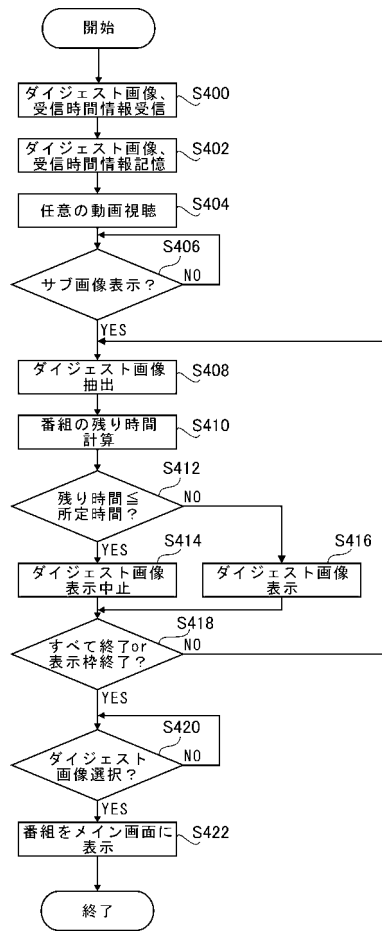 開始
ダイジェスト画像、
受信時間情報受信
S400
ダイジェスト画像、
受信時間情報記憶
S402
任意の動画視聴
S404
S406
サブ画像表示？
NO
YES
ダイジェスト画像
抽出
S408
番組の残り時間
計算
S410
S412
残り時間≦
所定時間？
NO
YES
S414
ダイジェスト画像
表示中止
S416
ダイジェスト画像
表示
S418
すべて終了or
表示枠終了？
NO
YES
S420
ダイジェスト
画像選択？
NO
YES
番組をメイン画面に
表示
S422
終了